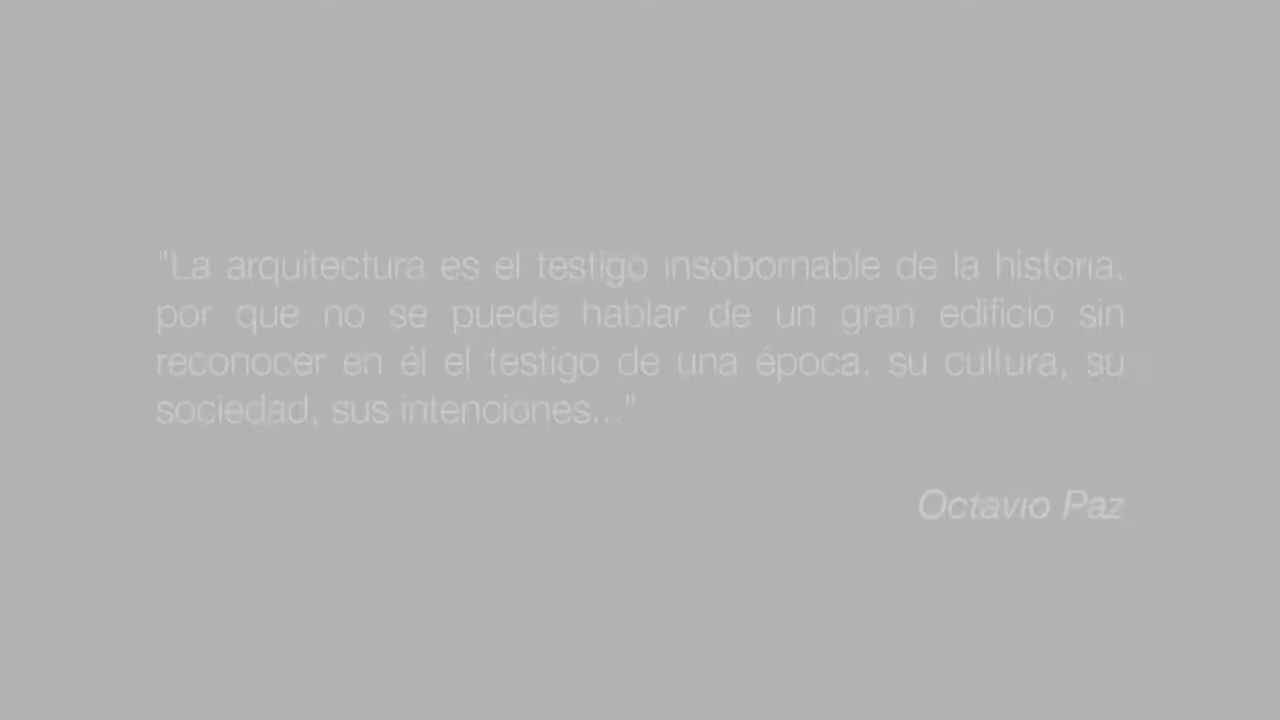 "La arquitectura es el testigo insobornable de la historia,
por que no se puede hablar de un gran edificio sin
reconocer en él el testigo de una época, su cultura, su
sociedad, sus intenciones..."
Octavio Paz